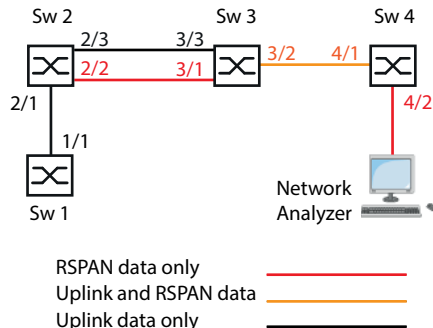 Sw 2 Sw 3 Sw 4
2/3 3/3
2/2 3/1 3/2 4/1
2/1 4/2
1/1
Sw 1
Network
Analyzer
RSPAN data only
Uplink and RSPAN data
Uplink data only